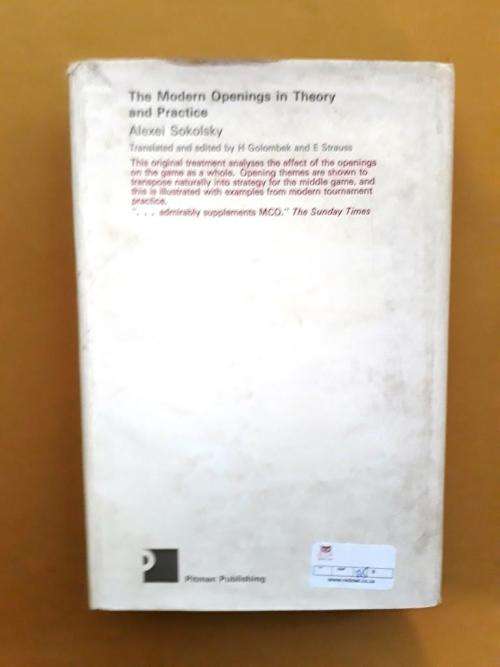 The Modern Openings in Theory
and Practice
Alexei Sokolsky
Translated and edited by H Golombek and E Strauss
This original treatment analyses the effect of the openings
on the game as a whole. Opening themes are shown to
transpose naturally into strategy for the middle game, and
this is illustrated with examples from modern tournament
practice.
". . . admirably supplements MCO." The Sunday Times
Pitman Publishing